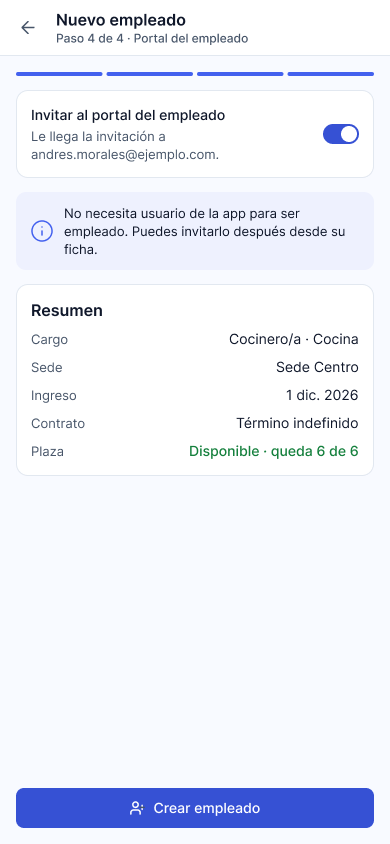 Nuevo empleado
Paso 4 de 4 · Portal del empleado
Invitar al portal del empleado
Le llega la invitación a
andres.morales@ejemplo.com.
No necesita usuario de la app para ser
empleado. Puedes invitarlo después desde su
ficha.
Resumen
Cargo Cocinero/a · Cocina
Sede Sede Centro
Ingreso 1 dic. 2026
Contrato Término indefinido
Plaza Disponible · queda 6 de 6
Crear empleado